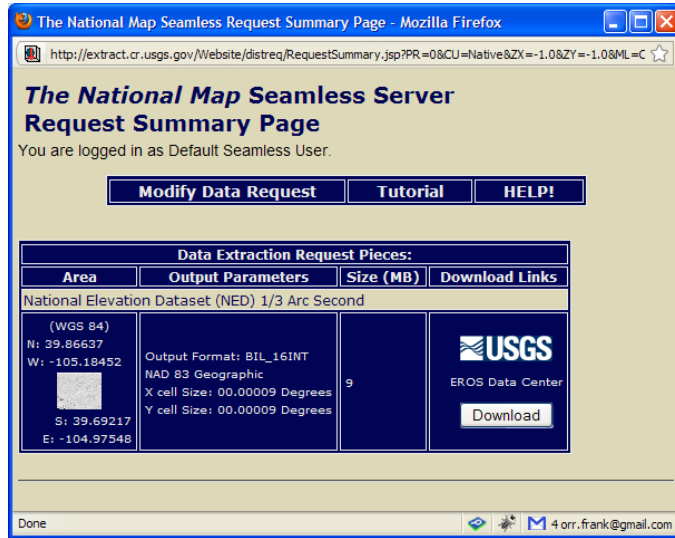 The National Map Seamless Request Summary Page - Mozilla Firefox
http://extract.cr.usgs.gov/Website/distreq/RequestSummary.jsp?PR=0&CU=Native&ZX=-1.0&ZY=-1.0&ML=C
The National Map Seamless Server
Request Summary Page
You are logged in as Default Seamless User.
Modify Data Request Tutorial HELP!
Data Extraction Request Pieces:
Area Output Parameters Size (MB) Download Links
National Elevation Dataset (NED) 1/3 Arc Second
(WGS 84)
N: 39.86637
W: -105.18452
S: 39.69217
E: -104.97548
Output Format: BIL_16INT
NAD 83 Geographic
X cell Size: 00.00009 Degrees
Y cell Size: 00.00009 Degrees
9
USGS
EROS Data Center
Download
Done 4 orr.frank@gmail.com